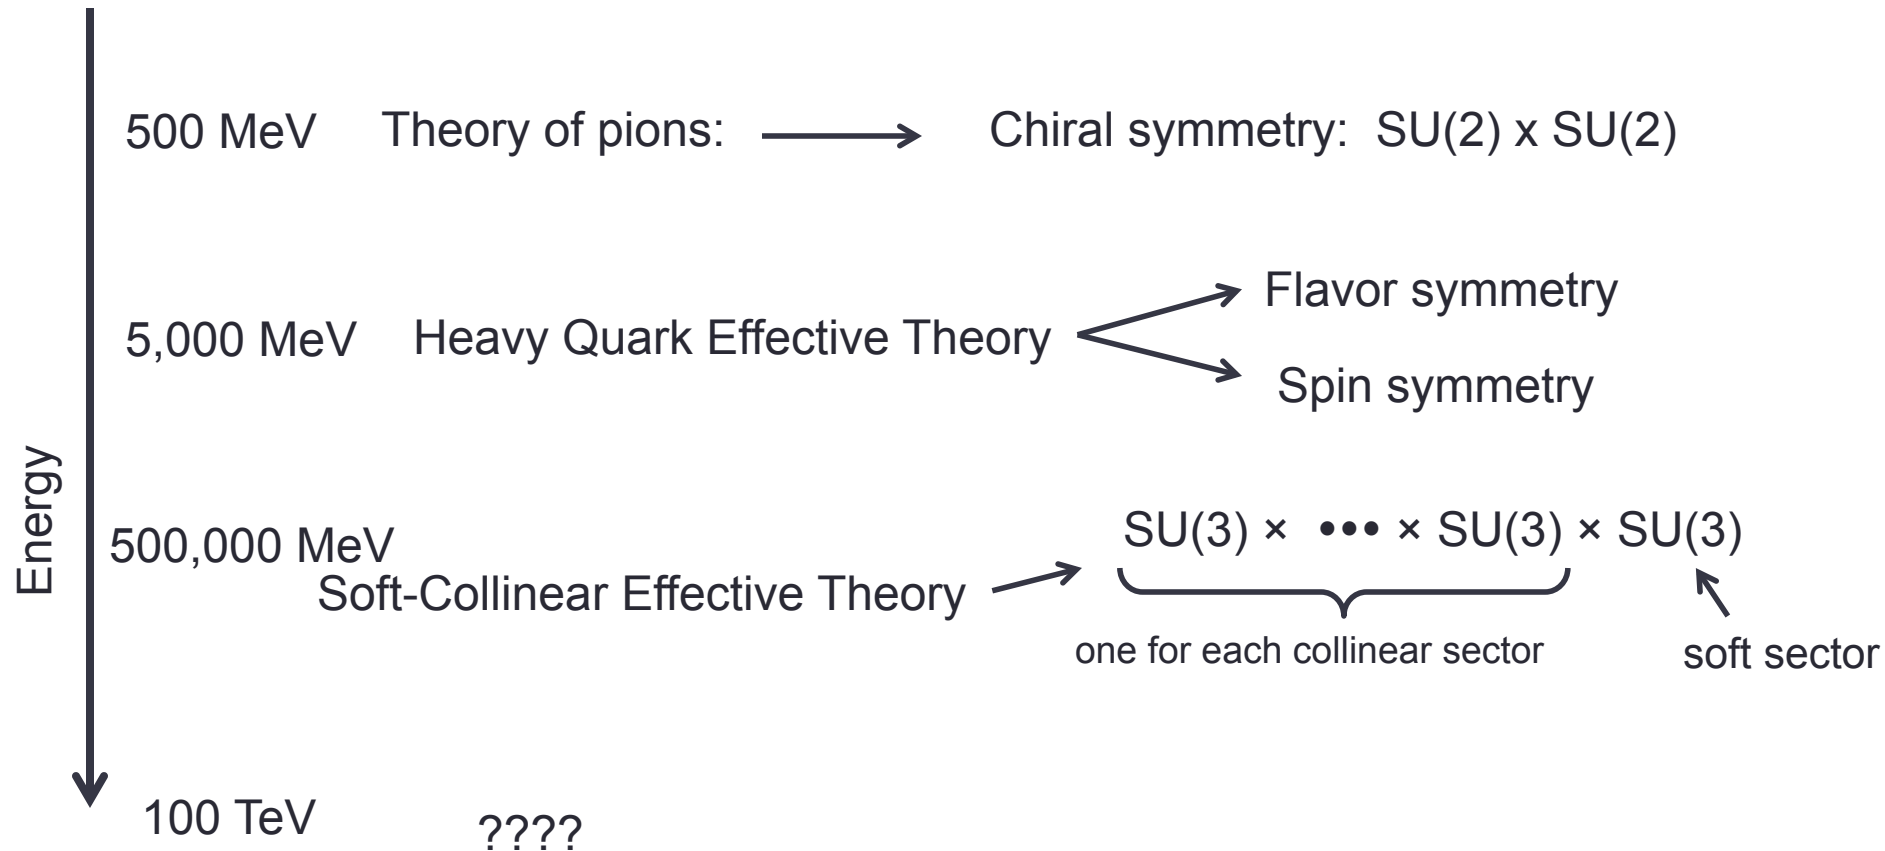 500 MeV Theory of pions: Chiral symmetry: SU(2) x SU(2)
Flavor symmetry
5,000 MeV Heavy Quark Effective Theory
Spin symmetry
Energy
500,000 MeV SU(3) × ••• × SU(3) × SU(3)
Soft-Collinear Effective Theory
one for each collinear sector soft sector
100 TeV ????